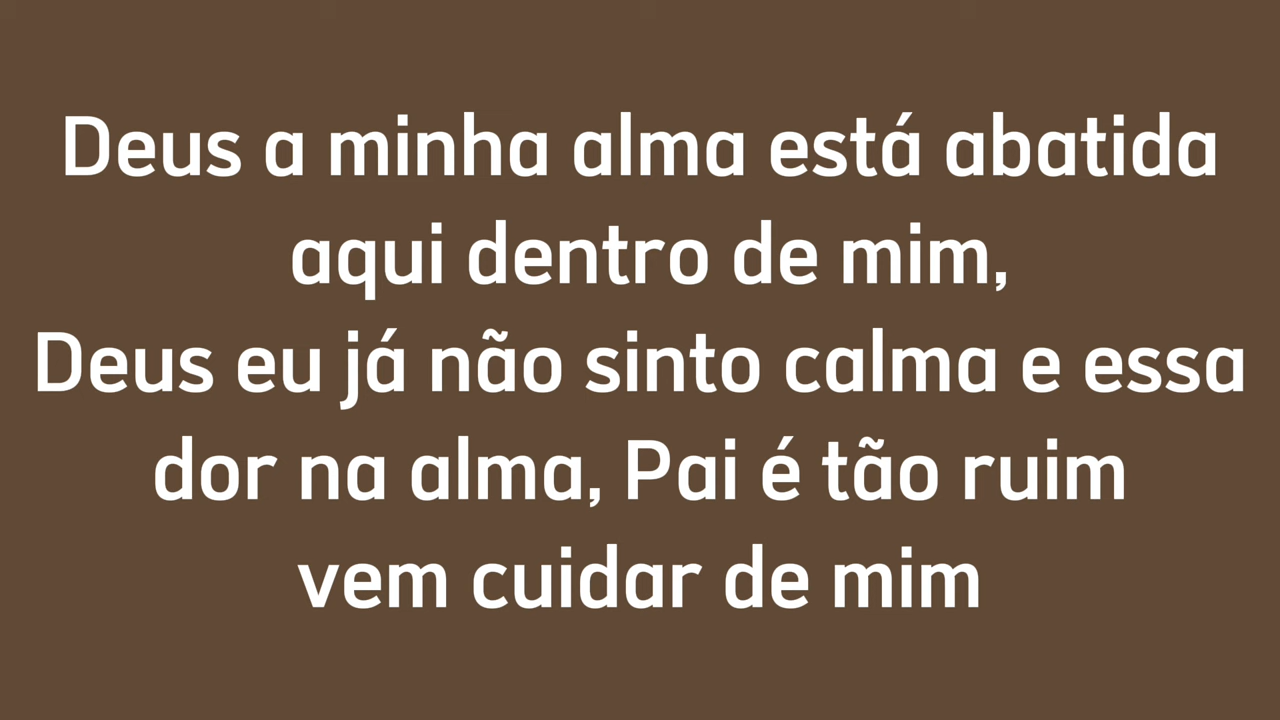 Deus a minha alma está abatida
aqui dentro de mim,
Deus eu já não sinto calma e essa
dor na alma, Pai é tão ruim
vem cuidar de mim